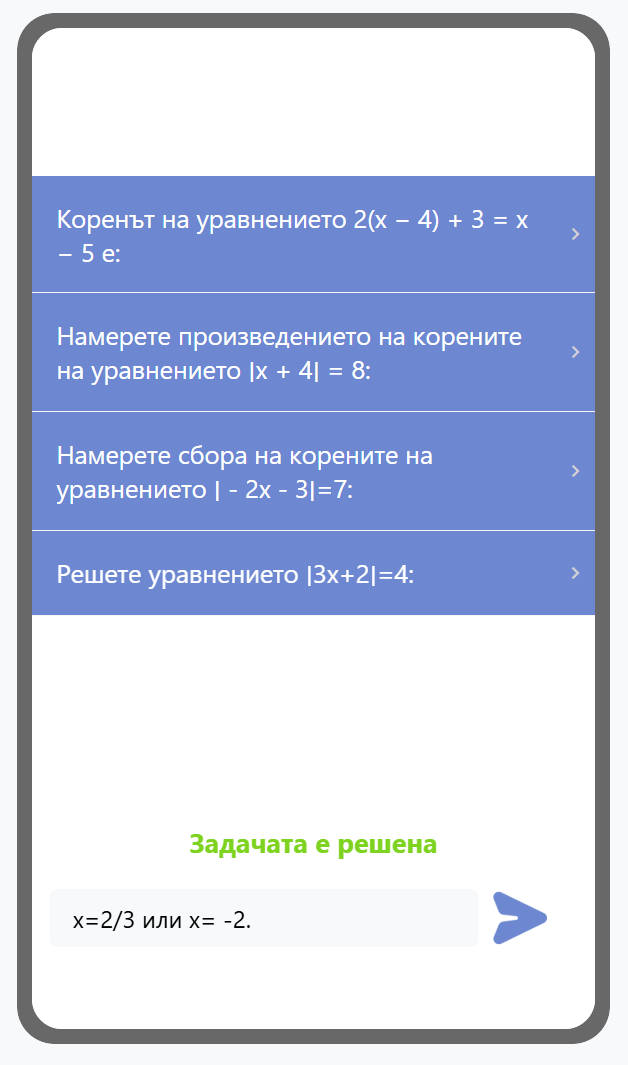 Коренът на уравнението 2(x – 4) + 3 = x
– 5 е:
Намерете произведението на корените
на уравнението |x + 4| = 8:
Намерете сбора на корените на
уравнението | - 2x - 3|=7:
Решете уравнението |3x+2|=4:
Задачата е решена
x=2/3 или x= -2.